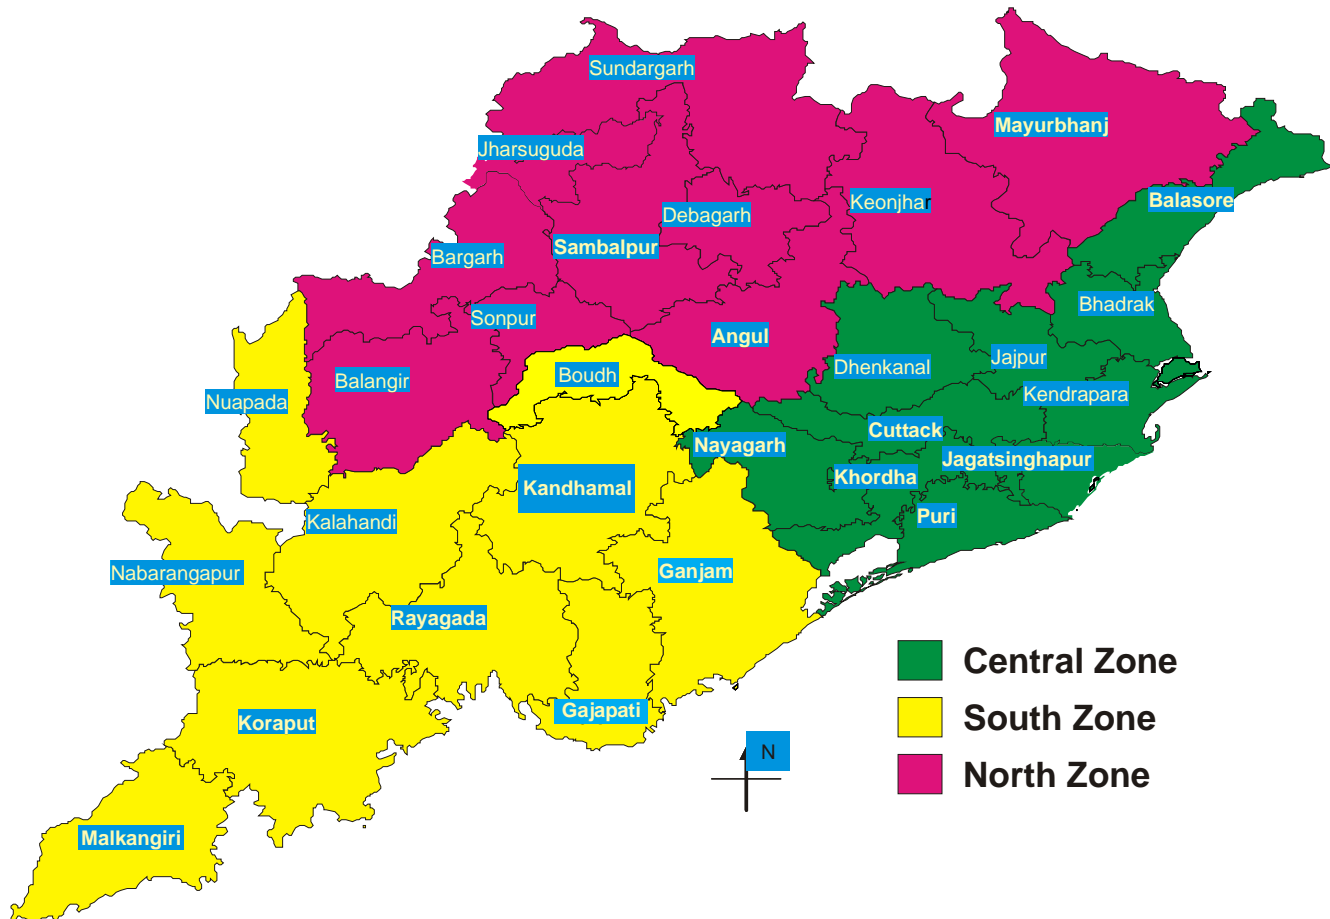 Sundargarh
Mayurbhanj
Jharsuguda
Keonjhar
Balasore
Debagarh
Sambalpur
Bargarh
Bhadrak
Sonpur
Angul
Jajpur
Dhenkanal
Boudh
Balangir
Kendrapara
Nuapada
Cuttack
Nayagarh
Jagatsinghapur
Khordha
Kandhamal
Puri
Kalahandi
Nabarangapur
Ganjam
Rayagada
Central Zone
Gajapati
South Zone
Koraput
N
North Zone
Malkangiri